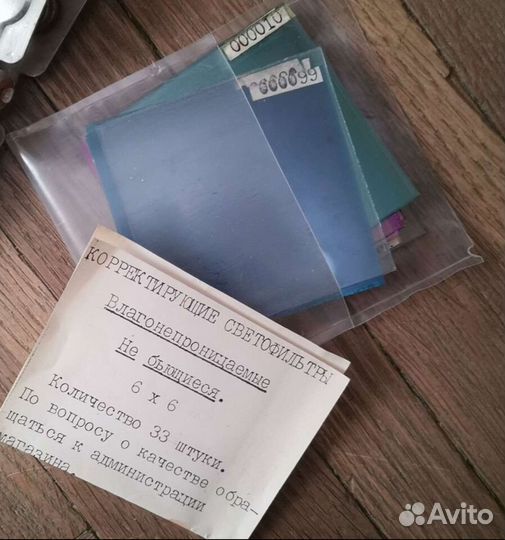 000010
666699
КОРРЕКТИРУЮЩИЕ СВЕТОФИЛЬТРЫ
Влагонепроницаемые
Не бьющиеся.
6 х 6
Количество 33 штуки.
По вопросу о качестве обра-
щаться к администрации
магазина.
Avito